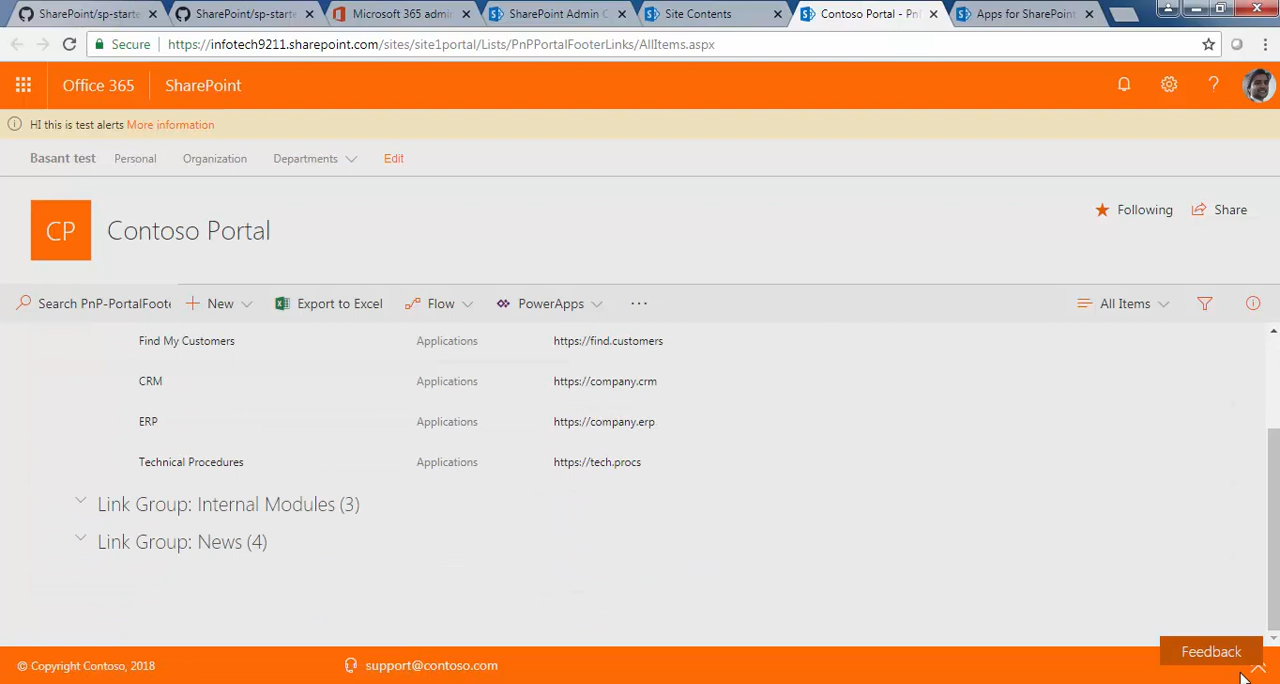 SharePoint/sp-starte
SharePoint/sp-starte
Microsoft 365 admi
SharePoint Admin C
Site Contents
Contoso Portal - Pn
Apps for SharePoint
Secure
https://infotech9211.sharepoint.com/sites/site1portal/Lists/PnPPortalFooterLinks/AllItems.aspx
Office 365
SharePoint
HI this is test alerts More information
Basant test
Personal
Organization
Departments
Edit
CP
Contoso Portal
Following
Share
Search PnP-PortalFoote
New
Export to Excel
Flow
PowerApps
All Items
Find My Customers
Applications
https://find.customers
CRM
Applications
https://company.crm
ERP
Applications
https://company.erp
Technical Procedures
Applications
https://tech.procs
Link Group: Internal Modules (3)
Link Group: News (4)
Feedback
© Copyright Contoso, 2018
support@contoso.com